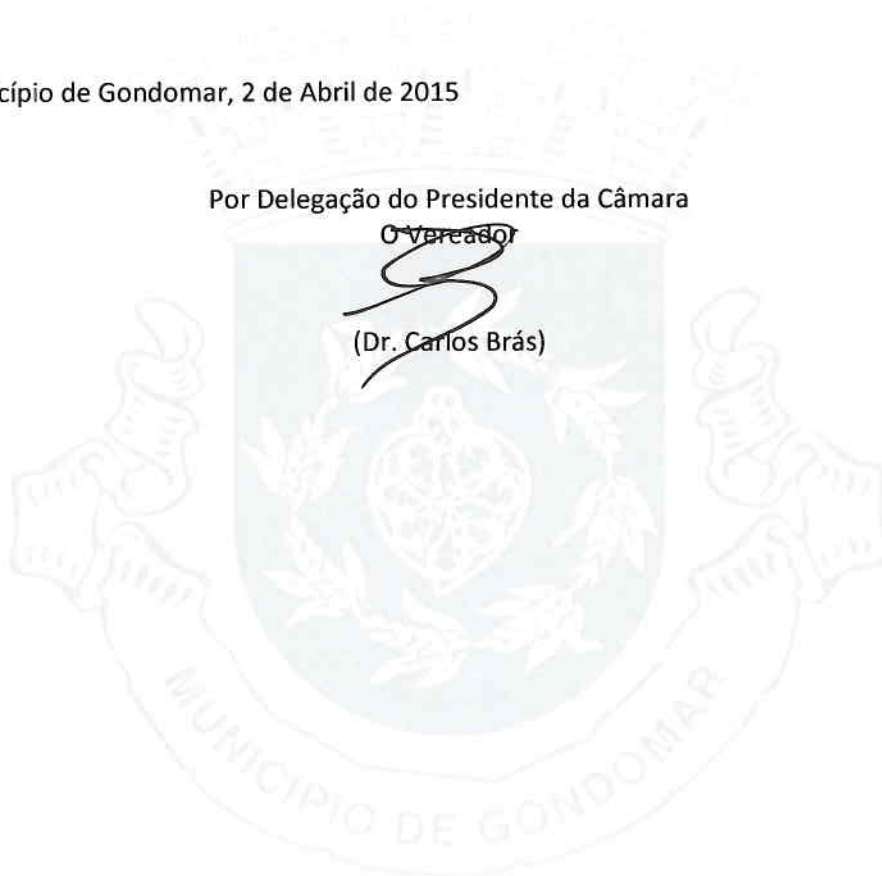 cípio de Gondomar, 2 de Abril de 2015
Por Delegação do Presidente da Câmara
O Vereador
(Dr. Carlos Brás)
MUNICIPIO DE GONDOMAR